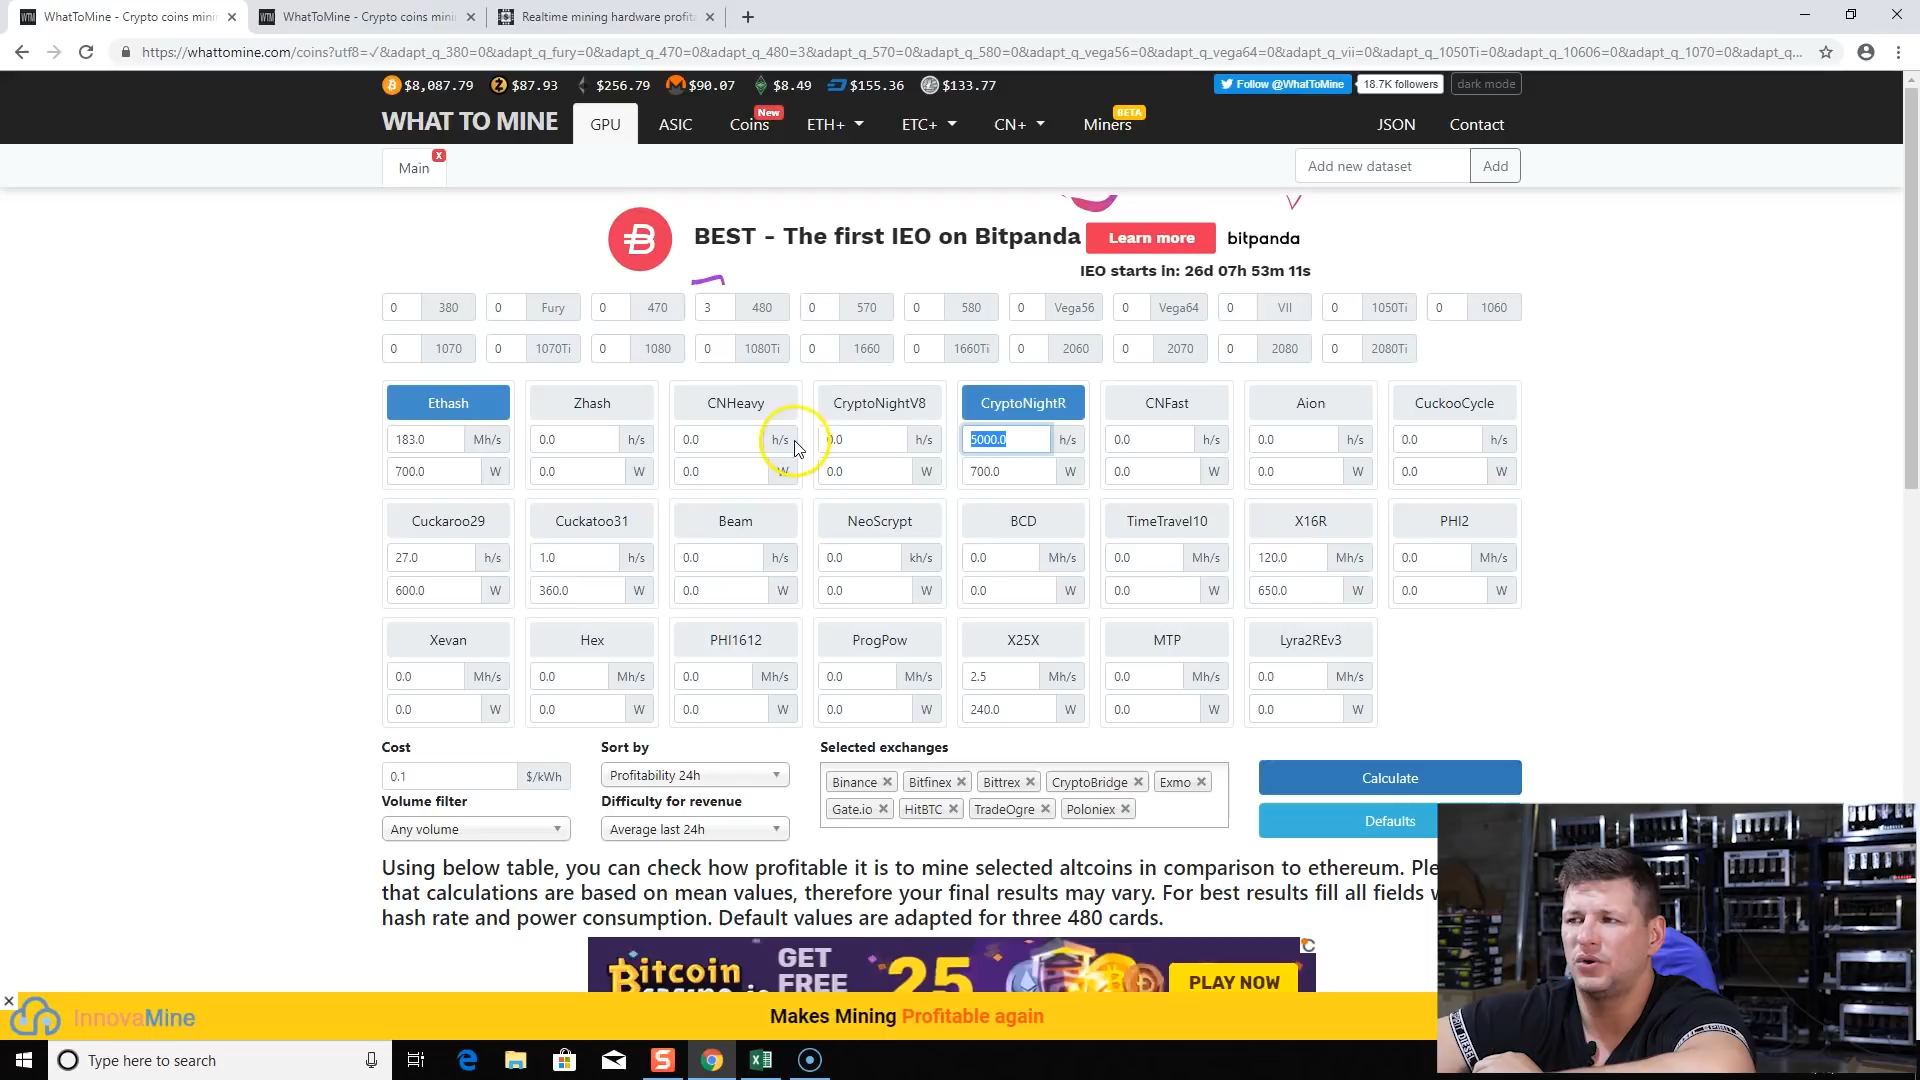 WhatToMine - Crypto coins mini
WhatToMine - Crypto coins mini
Realtime mining hardware profit
https://whattomine.com/coins?utf8=✓&adapt_q_380=0&adapt_q_fury=0&adapt_q_470=0&adapt_q_480=3&adapt_q_570=0&adapt_q_580=0&adapt_q_vega56=0&adapt_q_vega64=0&adapt_q_vii=0&adapt_q_1050Ti=0&adapt_q_10606=0&adapt_q_1070=0&adapt_q...
$8,087.79 $87.93 $256.79 $90.07 $8.49 $155.36 $133.77 Follow @WhatToMine 18.7K followers dark mode
WHAT TO MINE GPU ASIC Coins New ETH+ ETC+ CN+ Miners BETA JSON Contact
Main x Add new dataset Add
BEST - The first IEO on Bitpanda Learn more bitpanda
IEO starts in: 26d 07h 53m 11s
0 380 0 Fury 0 470 3 480 0 570 0 580 0 Vega56 0 Vega64 0 VII 0 1050Ti 0 1060
0 1070 0 1070Ti 0 1080 0 1080Ti 0 1660 0 1660Ti 0 2060 0 2070 0 2080 0 2080Ti
Ethash Zhash CNHeavy CryptoNightV8 CryptoNightR CNFast Aion CuckooCycle
183.0 Mh/s 0.0 h/s 0.0 h/s 0.0 h/s 5000.0 h/s 0.0 h/s 0.0 h/s 0.0 h/s
700.0 W 0.0 W 0.0 W 0.0 W 700.0 W 0.0 W 0.0 W 0.0 W
Cuckaroo29 Cuckatoo31 Beam NeoScrypt BCD TimeTravel10 X16R PHI2
27.0 h/s 1.0 h/s 0.0 h/s 0.0 kh/s 0.0 Mh/s 0.0 Mh/s 120.0 Mh/s 0.0 Mh/s
600.0 W 360.0 W 0.0 W 0.0 W 0.0 W 0.0 W 650.0 W 0.0 W
Xevan Hex PHI1612 ProgPow X25X MTP Lyra2REv3
0.0 Mh/s 0.0 Mh/s 0.0 Mh/s 0.0 Mh/s 2.5 Mh/s 0.0 Mh/s 0.0 Mh/s
0.0 W 0.0 W 0.0 W 0.0 W 240.0 W 0.0 W 0.0 W
Cost Sort by Selected exchanges
0.1 $/kWh Profitability 24h Binance Bitfinex Bittrex CryptoBridge Exmo Calculate
Volume filter Difficulty for revenue Gate.io HitBTC TradeOgre Poloniex
Any volume Average last 24h Defaults
Using below table, you can check how profitable it is to mine selected altcoins in comparison to ethereum. Ple
that calculations are based on mean values, therefore your final results may vary. For best results fill all fields
hash rate and power consumption. Default values are adapted for three 480 cards.
Bitcoin GET FREE 25 PLAY NOW
InnovaMine Makes Mining Profitable again
Type here to search